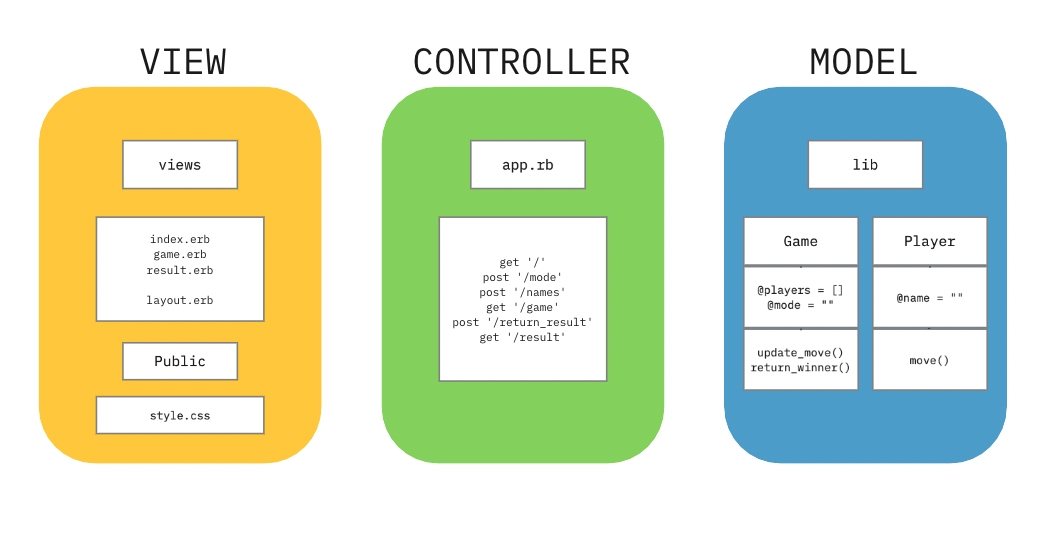 VIEW
views
index.erb
game.erb
result.erb
layout.erb
Public
style.css
CONTROLLER
app.rb
get '/'
post '/mode'
post '/names'
get '/game'
post '/return_result'
get '/result'
MODEL
lib
Game
@players = []
@mode = ""
update_move()
return_winner()
Player
@name = ""
move()